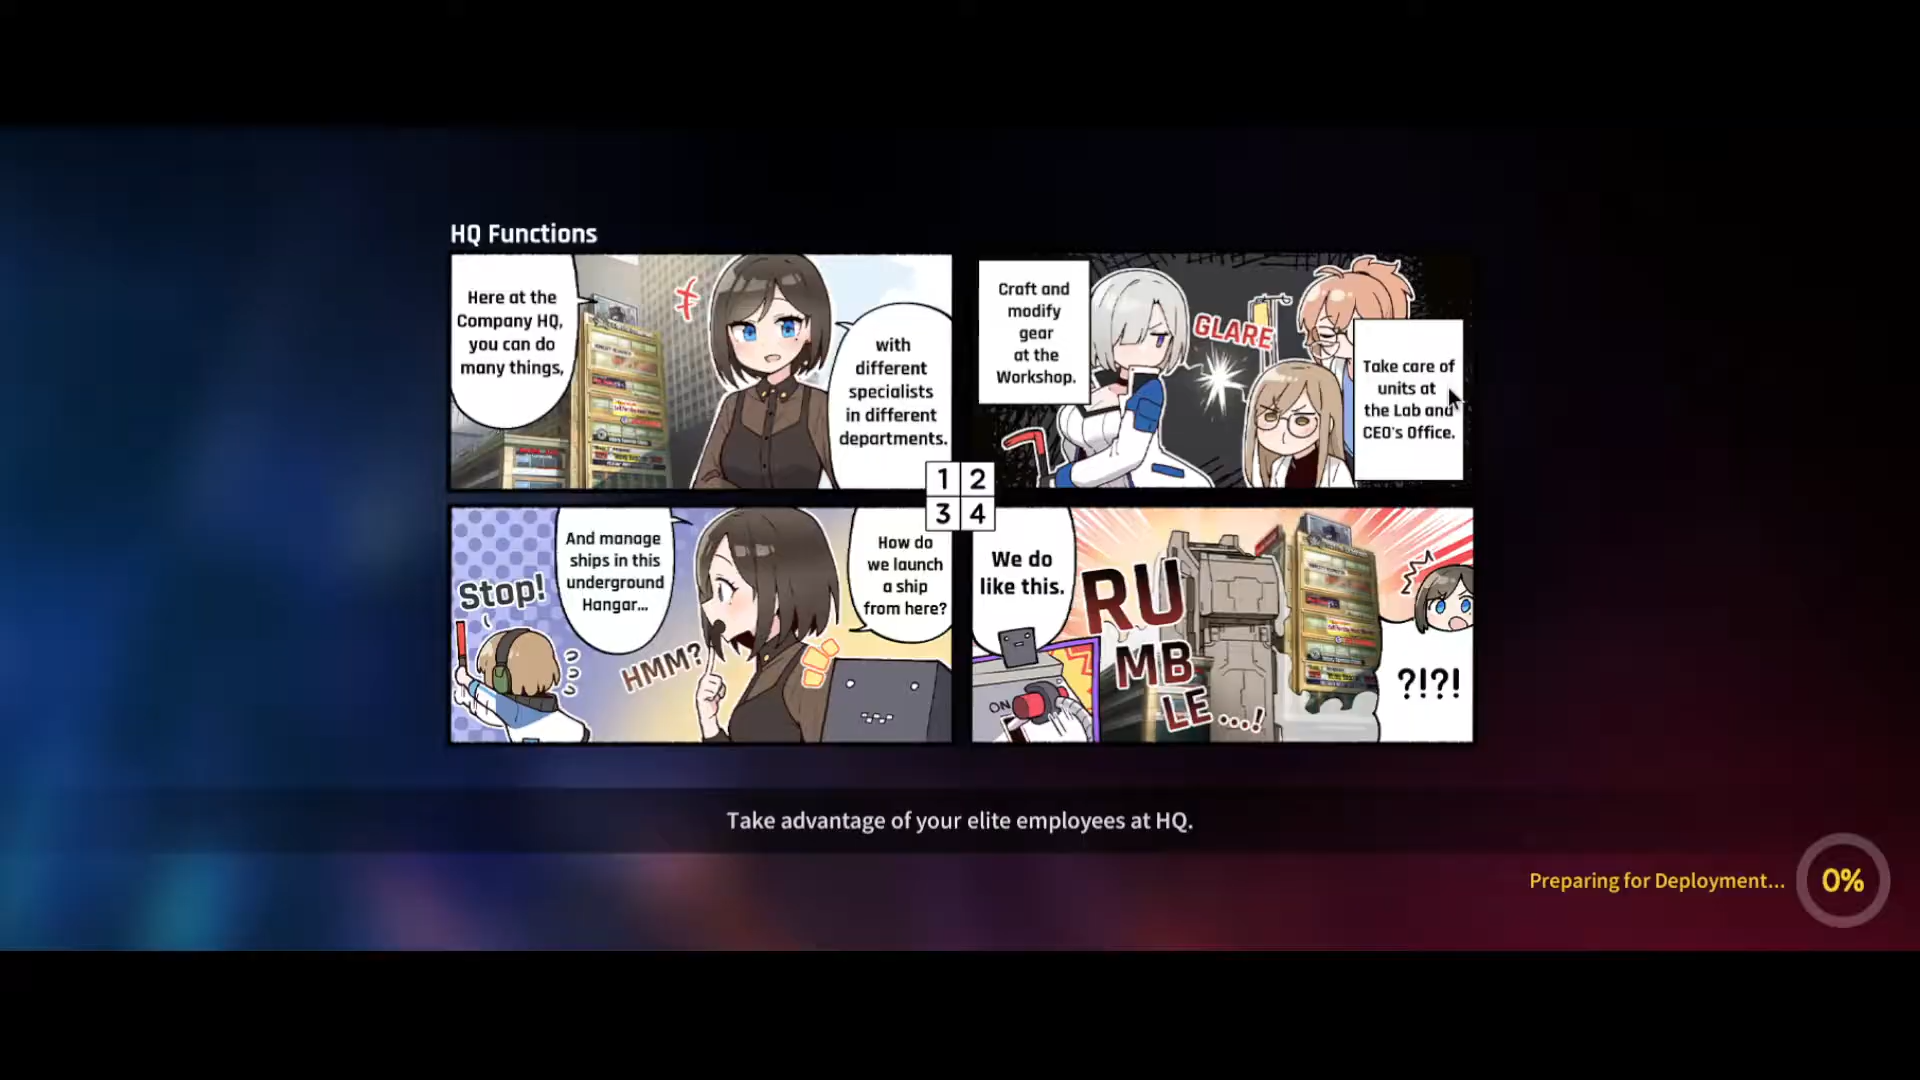 HQ Functions
Here at the
Company HQ,
you can do
many things,
with
different
specialists
in different
departments.
Craft and
modify
gear
at the
Workshop.
GLARE
Take care of
units at
the Lab and
CEO's Office.
1 2
3 4
Stop!
And manage
ships in this
underground
Hangar...
HMM?
How do
we launch
a ship
from here?
We do
like this.
ON
RU
MB
LE...!
?!?!
Take advantage of your elite employees at HQ.
Preparing for Deployment...
0%